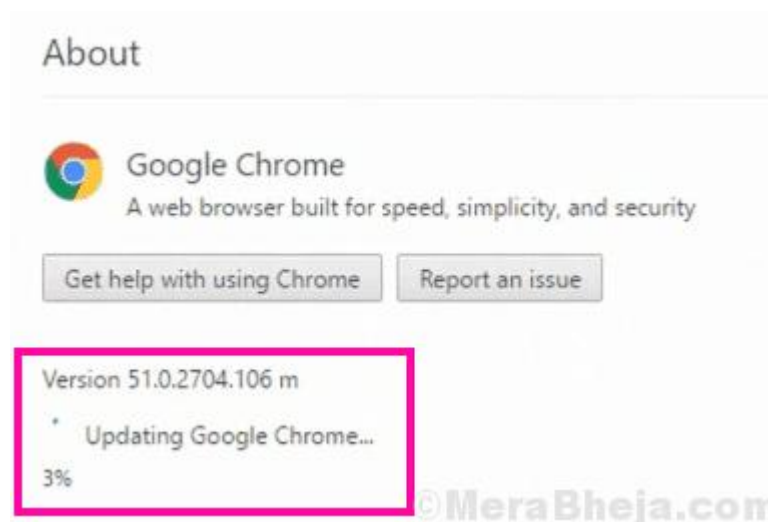 About
Google Chrome
A web browser built for speed, simplicity, and security
Get help with using Chrome
Report an issue
Version 51.0.2704.106 m
Updating Google Chrome...
3%
©MeraBheja.com